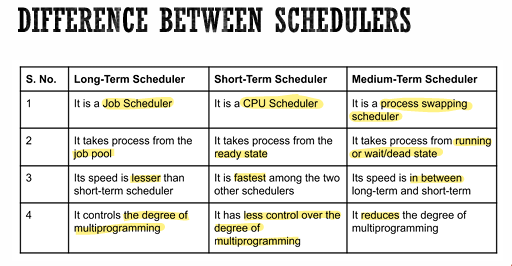 DIFFERENCE BETWEEN SCHEDULERS
S. No. Long-Term Scheduler Short-Term Scheduler Medium-Term Scheduler
1 It is a Job Scheduler It is a CPU Scheduler It is a process swapping
scheduler
2 It takes process from the It takes process from the It takes process from running
job pool ready state or wait/dead state
3 Its speed is lesser than It is fastest among the two Its speed is in between
short-term scheduler other schedulers long-term and short-term
4 It controls the degree of It has less control over the It reduces the degree of
multiprogramming degree of multiprogramming
multiprogramming